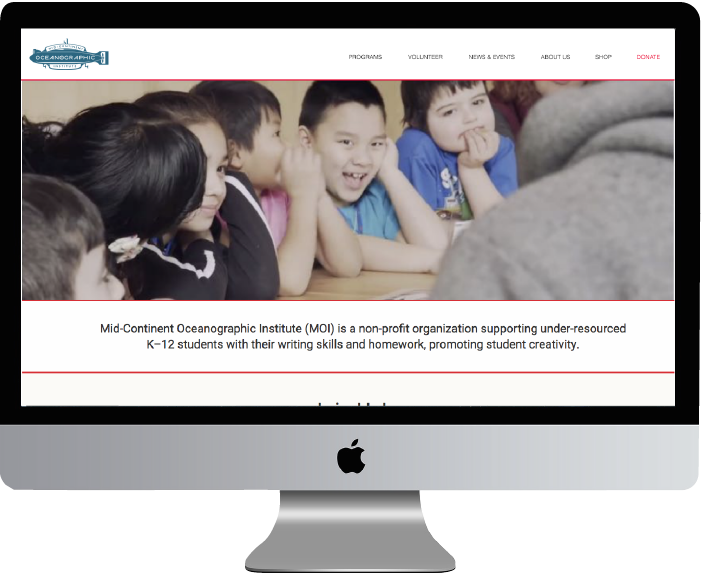 MID-CONTINENT
OCEANOGRAPHIC
INSTITUTE
PROGRAMS VOLUNTEER NEWS & EVENTS ABOUT US SHOP DONATE
Mid-Continent Oceanographic Institute (MOI) is a non-profit organization supporting under-resourced
K–12 students with their writing skills and homework, promoting student creativity.